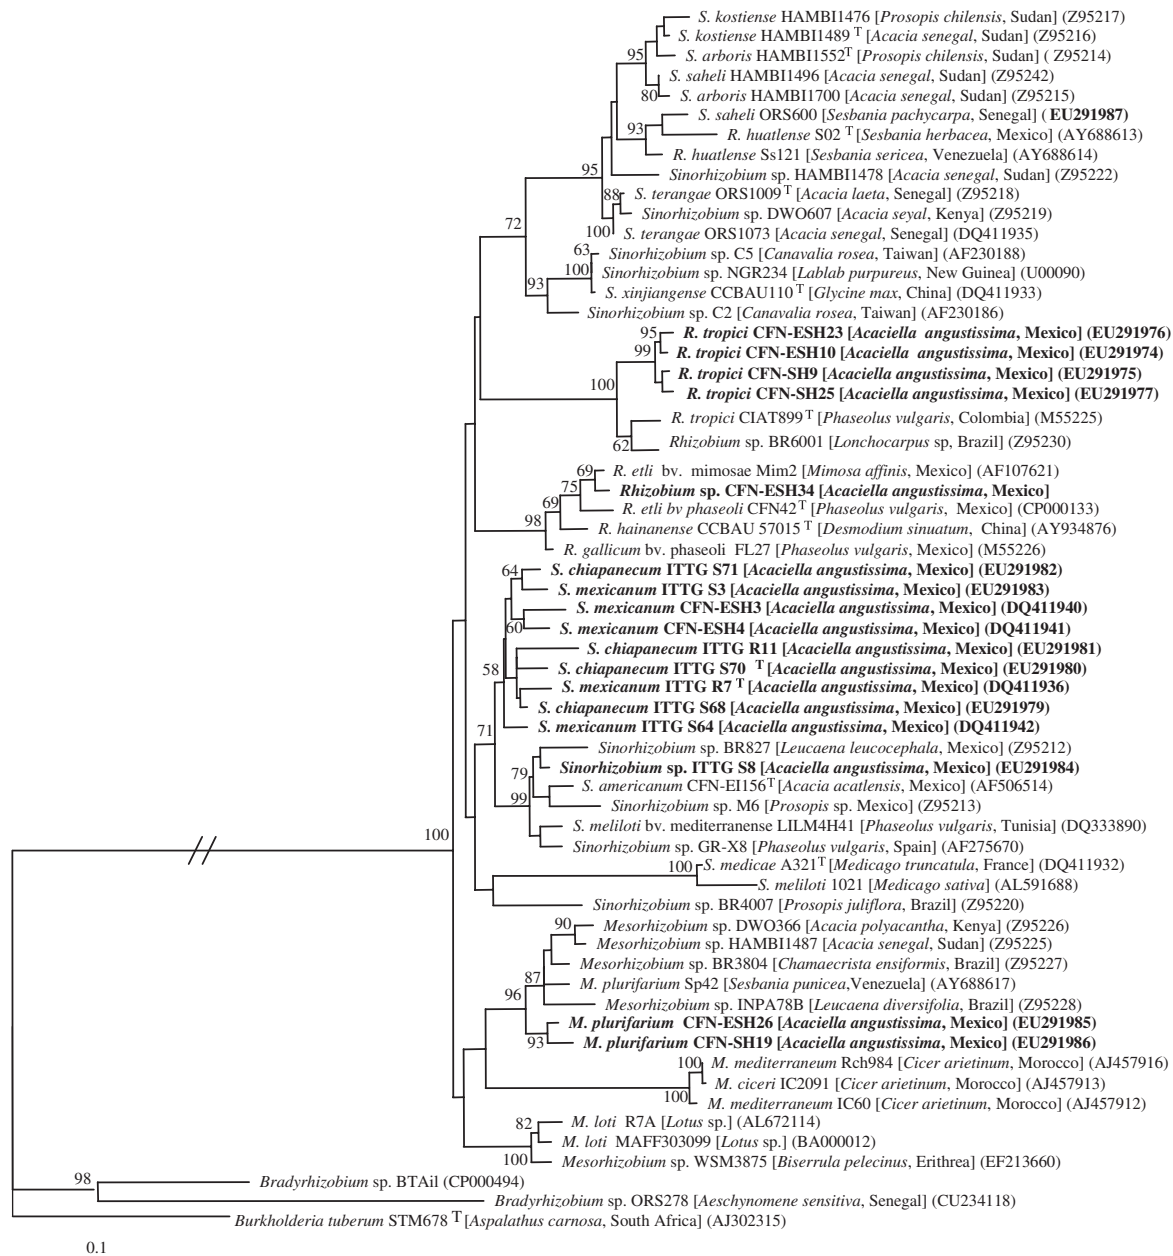 S. kostiense HAMBI1476 [Prosopis chilensis, Sudan] (Z95217)
S. kostiense HAMBI1489 T [Acacia senegal, Sudan] (Z95216)
95
S. arboris HAMBI1552T [Prosopis chilensis, Sudan] ( Z95214)
S. saheli HAMBI1496 [Acacia senegal, Sudan] (Z95242)
80
S. arboris HAMBI1700 [Acacia senegal, Sudan] (Z95215)
S. saheli ORS600 [Sesbania pachycarpa, Senegal] ( EU291987)
93
R. huatlense S02 T [Sesbania herbacea, Mexico] (AY688613)
R. huatlense Ss121 [Sesbania sericea, Venezuela] (AY688614)
95
Sinorhizobium sp. HAMBI1478 [Acacia senegal, Sudan] (Z95222)
88
S. terangae ORS1009 T [Acacia laeta, Senegal] (Z95218)
Sinorhizobium sp. DWO607 [Acacia seyal, Kenya] (Z95219)
72
100
S. terangae ORS1073 [Acacia senegal, Senegal] (DQ411935)
63
Sinorhizobium sp. C5 [Canavalia rosea, Taiwan] (AF230188)
100
Sinorhizobium sp. NGR234 [Lablab purpureus, New Guinea] (U00090)
93
S. xinjiangense CCBAU110 T [Glycine max, China] (DQ411933)
Sinorhizobium sp. C2 [Canavalia rosea, Taiwan] (AF230186)
95
R. tropici CFN-ESH23 [Acaciella angustissima, Mexico] (EU291976)
99
R. tropici CFN-ESH10 [Acaciella angustissima, Mexico] (EU291974)
R. tropici CFN-SH9 [Acaciella angustissima, Mexico] (EU291975)
100
R. tropici CFN-SH25 [Acaciella angustissima, Mexico] (EU291977)
R. tropici CIAT899 T [Phaseolus vulgaris, Colombia] (M55225)
62
Rhizobium sp. BR6001 [Lonchocarpus sp, Brazil] (Z95230)
69
R. etli bv. mimosae Mim2 [Mimosa affinis, Mexico] (AF107621)
75
Rhizobium sp. CFN-ESH34 [Acaciella angustissima, Mexico]
69
R. etli bv phaseoli CFN42 T [Phaseolus vulgaris, Mexico] (CP000133)
98
R. hainanense CCBAU 57015 T [Desmodium sinuatum, China] (AY934876)
R. gallicum bv. phaseoli FL27 [Phaseolus vulgaris, Mexico] (M55226)
64
S. chiapanecum ITTG S71 [Acaciella angustissima, Mexico] (EU291982)
S. mexicanum ITTG S3 [Acaciella angustissima, Mexico] (EU291983)
S. mexicanum CFN-ESH3 [Acaciella angustissima, Mexico] (DQ411940)
60
S. mexicanum CFN-ESH4 [Acaciella angustissima, Mexico] (DQ411941)
S. chiapanecum ITTG R11 [Acaciella angustissima, Mexico] (EU291981)
58
S. chiapanecum ITTG S70 T [Acaciella angustissima, Mexico] (EU291980)
S. mexicanum ITTG R7 T [Acaciella angustissima, Mexico] (DQ411936)
S. chiapanecum ITTG S68 [Acaciella angustissima, Mexico] (EU291979)
71
S. mexicanum ITTG S64 [Acaciella angustissima, Mexico] (DQ411942)
Sinorhizobium sp. BR827 [Leucaena leucocephala, Mexico] (Z95212)
79
Sinorhizobium sp. ITTG S8 [Acaciella angustissima, Mexico] (EU291984)
S. americanum CFN-EI156 T [Acacia acatlensis, Mexico] (AF506514)
99
Sinorhizobium sp. M6 [Prosopis sp. Mexico] (Z95213)
S. meliloti bv. mediterranense LILM4H41 [Phaseolus vulgaris, Tunisia] (DQ333890)
100
Sinorhizobium sp. GR-X8 [Phaseolus vulgaris, Spain] (AF275670)
100
S. medicae A321T [Medicago truncatula, France] (DQ411932)
S. meliloti 1021 [Medicago sativa] (AL591688)
Sinorhizobium sp. BR4007 [Prosopis juliflora, Brazil] (Z95220)
90
Mesorhizobium sp. DWO366 [Acacia polyacantha, Kenya] (Z95226)
Mesorhizobium sp. HAMBI1487 [Acacia senegal, Sudan] (Z95225)
Mesorhizobium sp. BR3804 [Chamaecrista ensiformis, Brazil] (Z95227)
87
M. plurifarium Sp42 [Sesbania punicea,Venezuela] (AY688617)
96
Mesorhizobium sp. INPA78B [Leucaena diversifolia, Brazil] (Z95228)
M. plurifarium CFN-ESH26 [Acaciella angustissima, Mexico] (EU291985)
93
M. plurifarium CFN-SH19 [Acaciella angustissima, Mexico] (EU291986)
100
M. mediterraneum Rch984 [Cicer arietinum, Morocco] (AJ457916)
M. ciceri IC2091 [Cicer arietinum, Morocco] (AJ457913)
100
M. mediterraneum IC60 [Cicer arietinum, Morocco] (AJ457912)
82
M. loti R7A [Lotus sp.] (AL672114)
M. loti MAFF303099 [Lotus sp.] (BA000012)
100
Mesorhizobium sp. WSM3875 [Biserrula pelecinus, Erithrea] (EF213660)
98
Bradyrhizobium sp. BTAil (CP000494)
Bradyrhizobium sp. ORS278 [Aeschynomene sensitiva, Senegal] (CU234118)
Burkholderia tuberum STM678 T [Aspalathus carnosa, South Africa] (AJ302315)
0.1